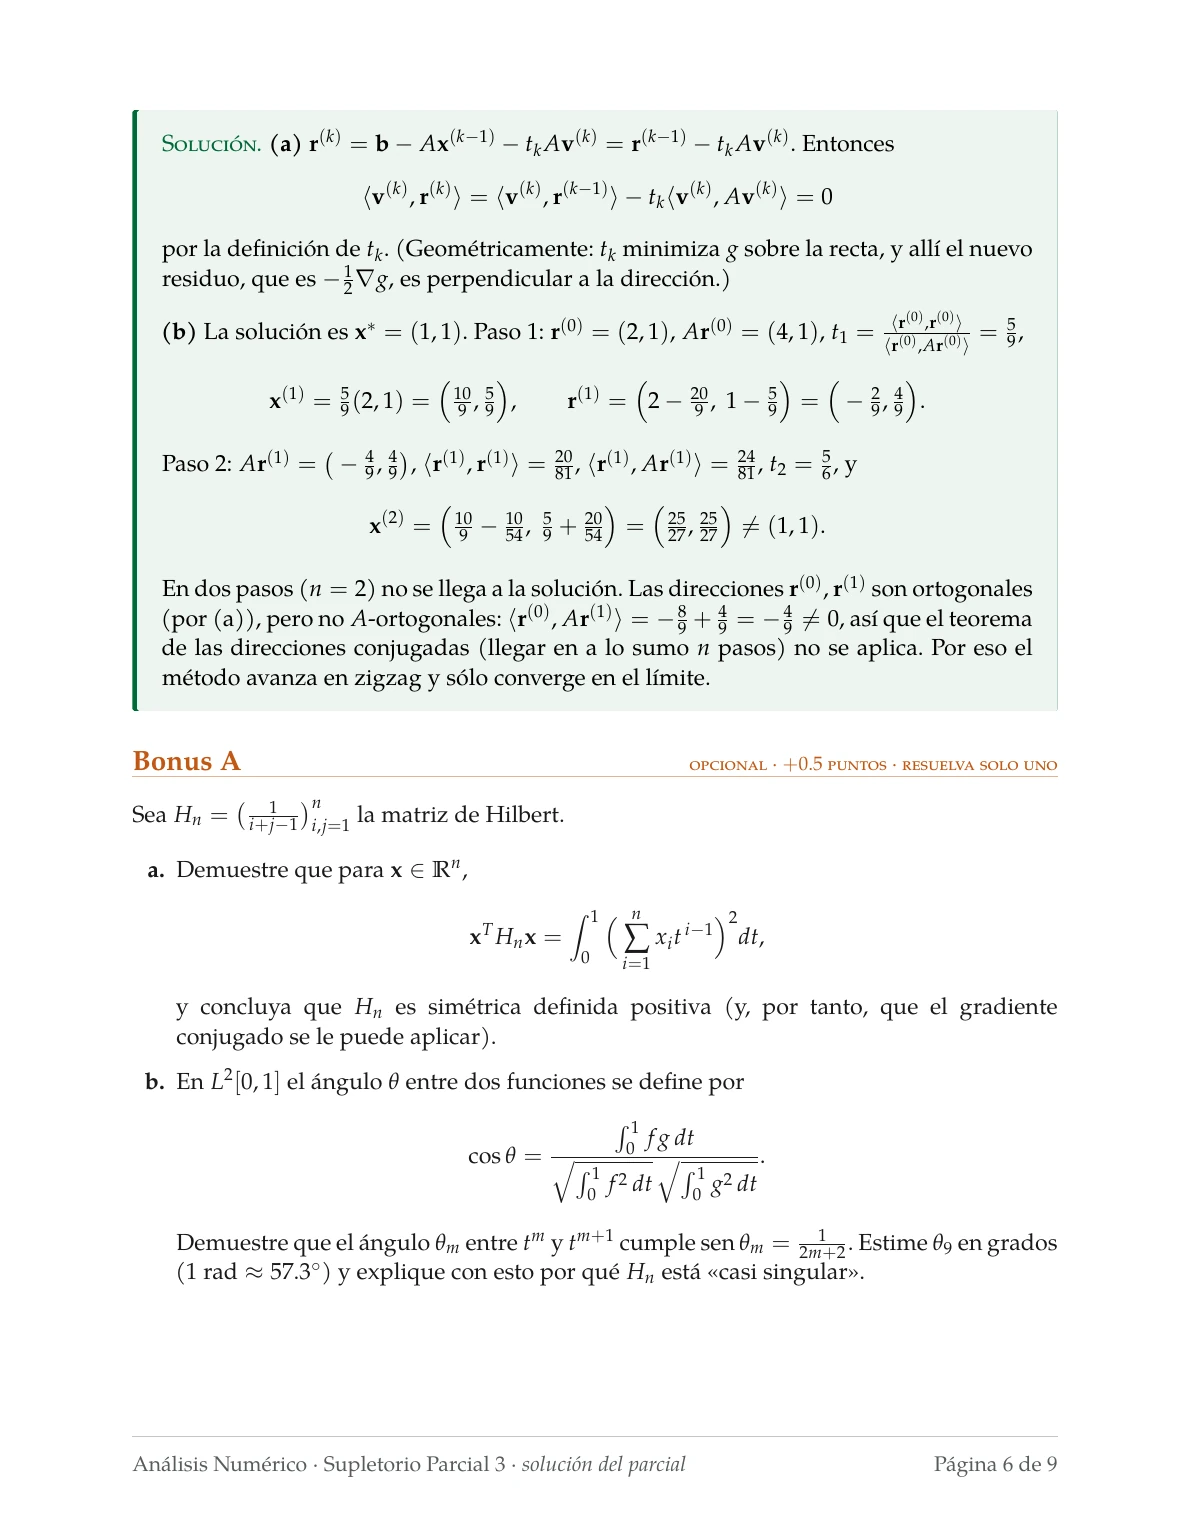 SOLUCIÓN. (a) r^(k) = b − Ax^(k−1) − t_k Av^(k) = r^(k−1) − t_k Av^(k). Entonces
⟨v^(k), r^(k)⟩ = ⟨v^(k), r^(k−1)⟩ − t_k⟨v^(k), Av^(k)⟩ = 0
por la definición de t_k. (Geométricamente: t_k minimiza g sobre la recta, y allí el nuevo
residuo, que es −1/2∇g, es perpendicular a la dirección.)
(b) La solución es x* = (1, 1). Paso 1: r^(0) = (2, 1), Ar^(0) = (4, 1), t_1 = ⟨r^(0),r^(0)⟩/⟨r^(0),Ar^(0)⟩ = 5/9,
x^(1) = 5/9(2, 1) = (10/9, 5/9), r^(1) = (2 − 20/9, 1 − 5/9) = (− 2/9, 4/9).
Paso 2: Ar^(1) = (− 4/9, 4/9), ⟨r^(1), r^(1)⟩ = 20/81, ⟨r^(1), Ar^(1)⟩ = 24/81, t_2 = 5/6, y
x^(2) = (10/9 − 10/54, 5/9 + 20/54) = (25/27, 25/27) ≠ (1, 1).
En dos pasos (n = 2) no se llega a la solución. Las direcciones r^(0), r^(1) son ortogonales
(por (a)), pero no A-ortogonales: ⟨r^(0), Ar^(1)⟩ = −8/9 + 4/9 = −4/9 ≠ 0, así que el teorema
de las direcciones conjugadas (llegar en a lo sumo n pasos) no se aplica. Por eso el
método avanza en zigzag y sólo converge en el límite.
Bonus A OPCIONAL · +0.5 PUNTOS · RESUELVA SOLO UNO
Sea H_n = (1/(i+j−1))^n_{i,j=1} la matriz de Hilbert.
a. Demuestre que para x ∈ ℝ^n,
x^T H_n x = ∫_0^1 (∑_{i=1}^n x_i t^{i−1})^2 dt,
y concluya que H_n es simétrica definida positiva (y, por tanto, que el gradiente
conjugado se le puede aplicar).
b. En L^2[0, 1] el ángulo θ entre dos funciones se define por
cos θ = ∫_0^1 f g dt / (√(∫_0^1 f^2 dt) √(∫_0^1 g^2 dt)).
Demuestre que el ángulo θ_m entre t^m y t^{m+1} cumple sen θ_m = 1/(2m+2). Estime θ_9 en grados
(1 rad ≈ 57.3°) y explique con esto por qué H_n está «casi singular».
Análisis Numérico · Supletorio Parcial 3 · solución del parcial Página 6 de 9